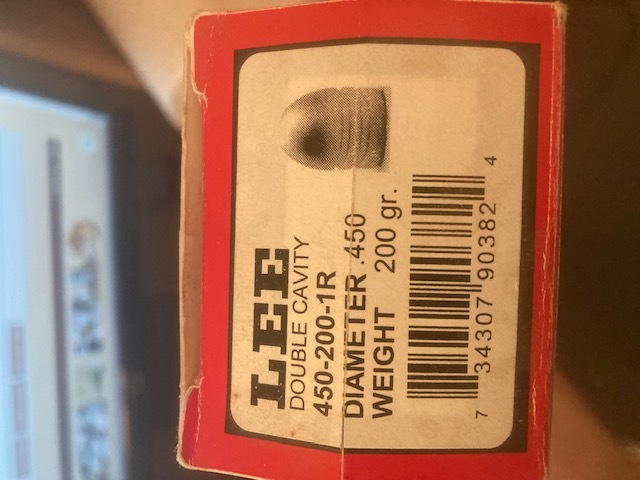 LEE
DOUBLE CAVITY
450-200-1R
DIAMETER .450
WEIGHT 200 gr.
7 34307 90382 4